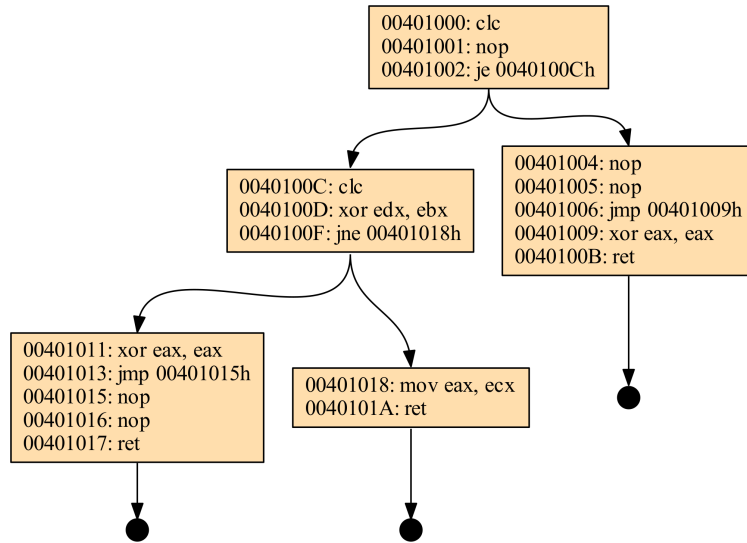 00401000: clc
00401001: nop
00401002: je 0040100Ch
0040100C: clc
0040100D: xor edx, ebx
0040100F: jne 00401018h
00401004: nop
00401005: nop
00401006: jmp 00401009h
00401009: xor eax, eax
0040100B: ret
00401011: xor eax, eax
00401013: jmp 00401015h
00401015: nop
00401016: nop
00401017: ret
00401018: mov eax, ecx
0040101A: ret